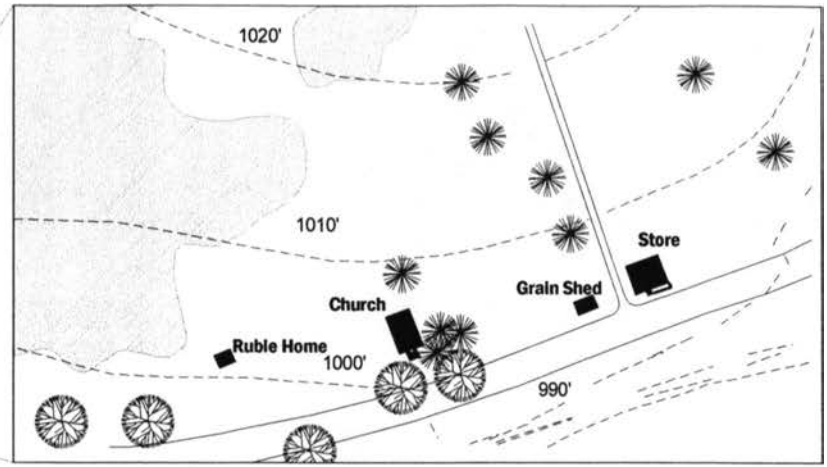 1020'
1010'
Store
Grain Shed
Church
Ruble Home
1000'
990'